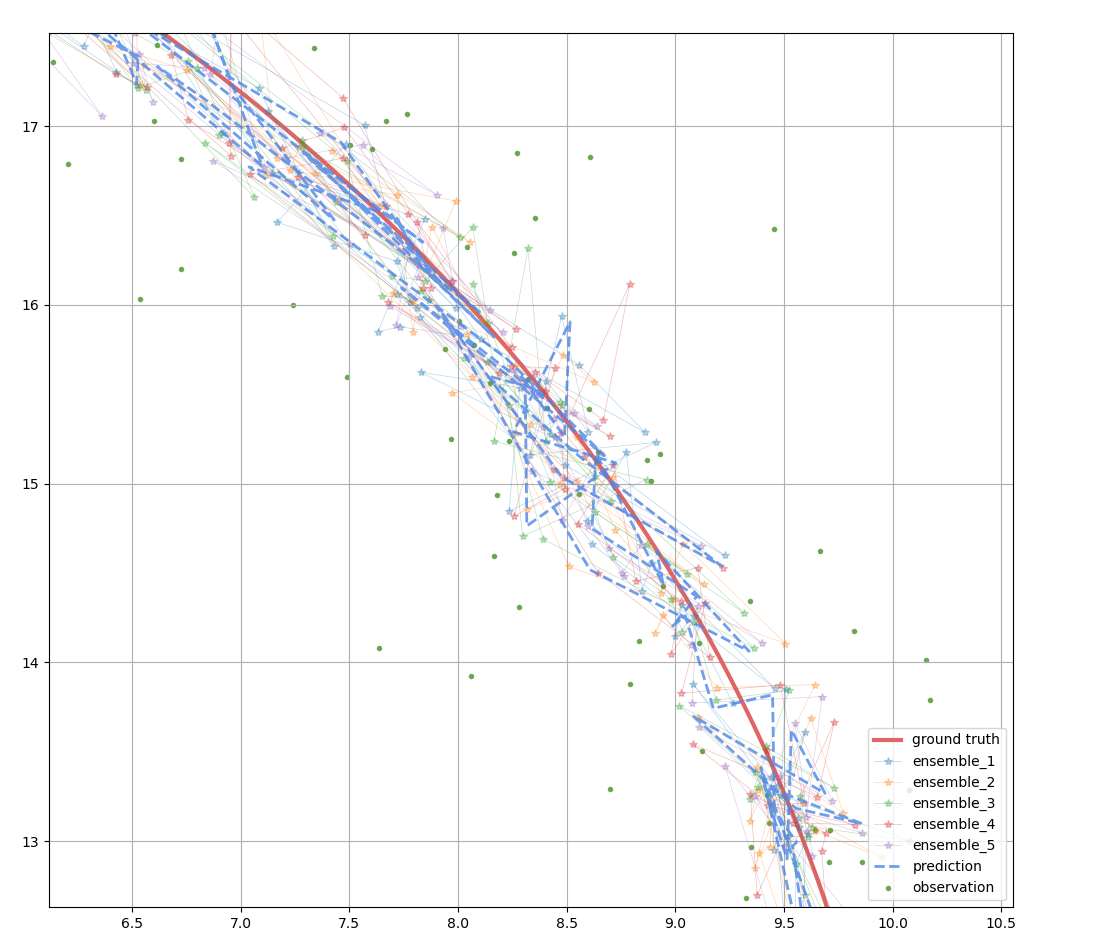 17
16
15
14
13
6.5 7.0 7.5 8.0 8.5 9.0 9.5 10.0 10.5
ground truth
ensemble_1
ensemble_2
ensemble_3
ensemble_4
ensemble_5
prediction
observation